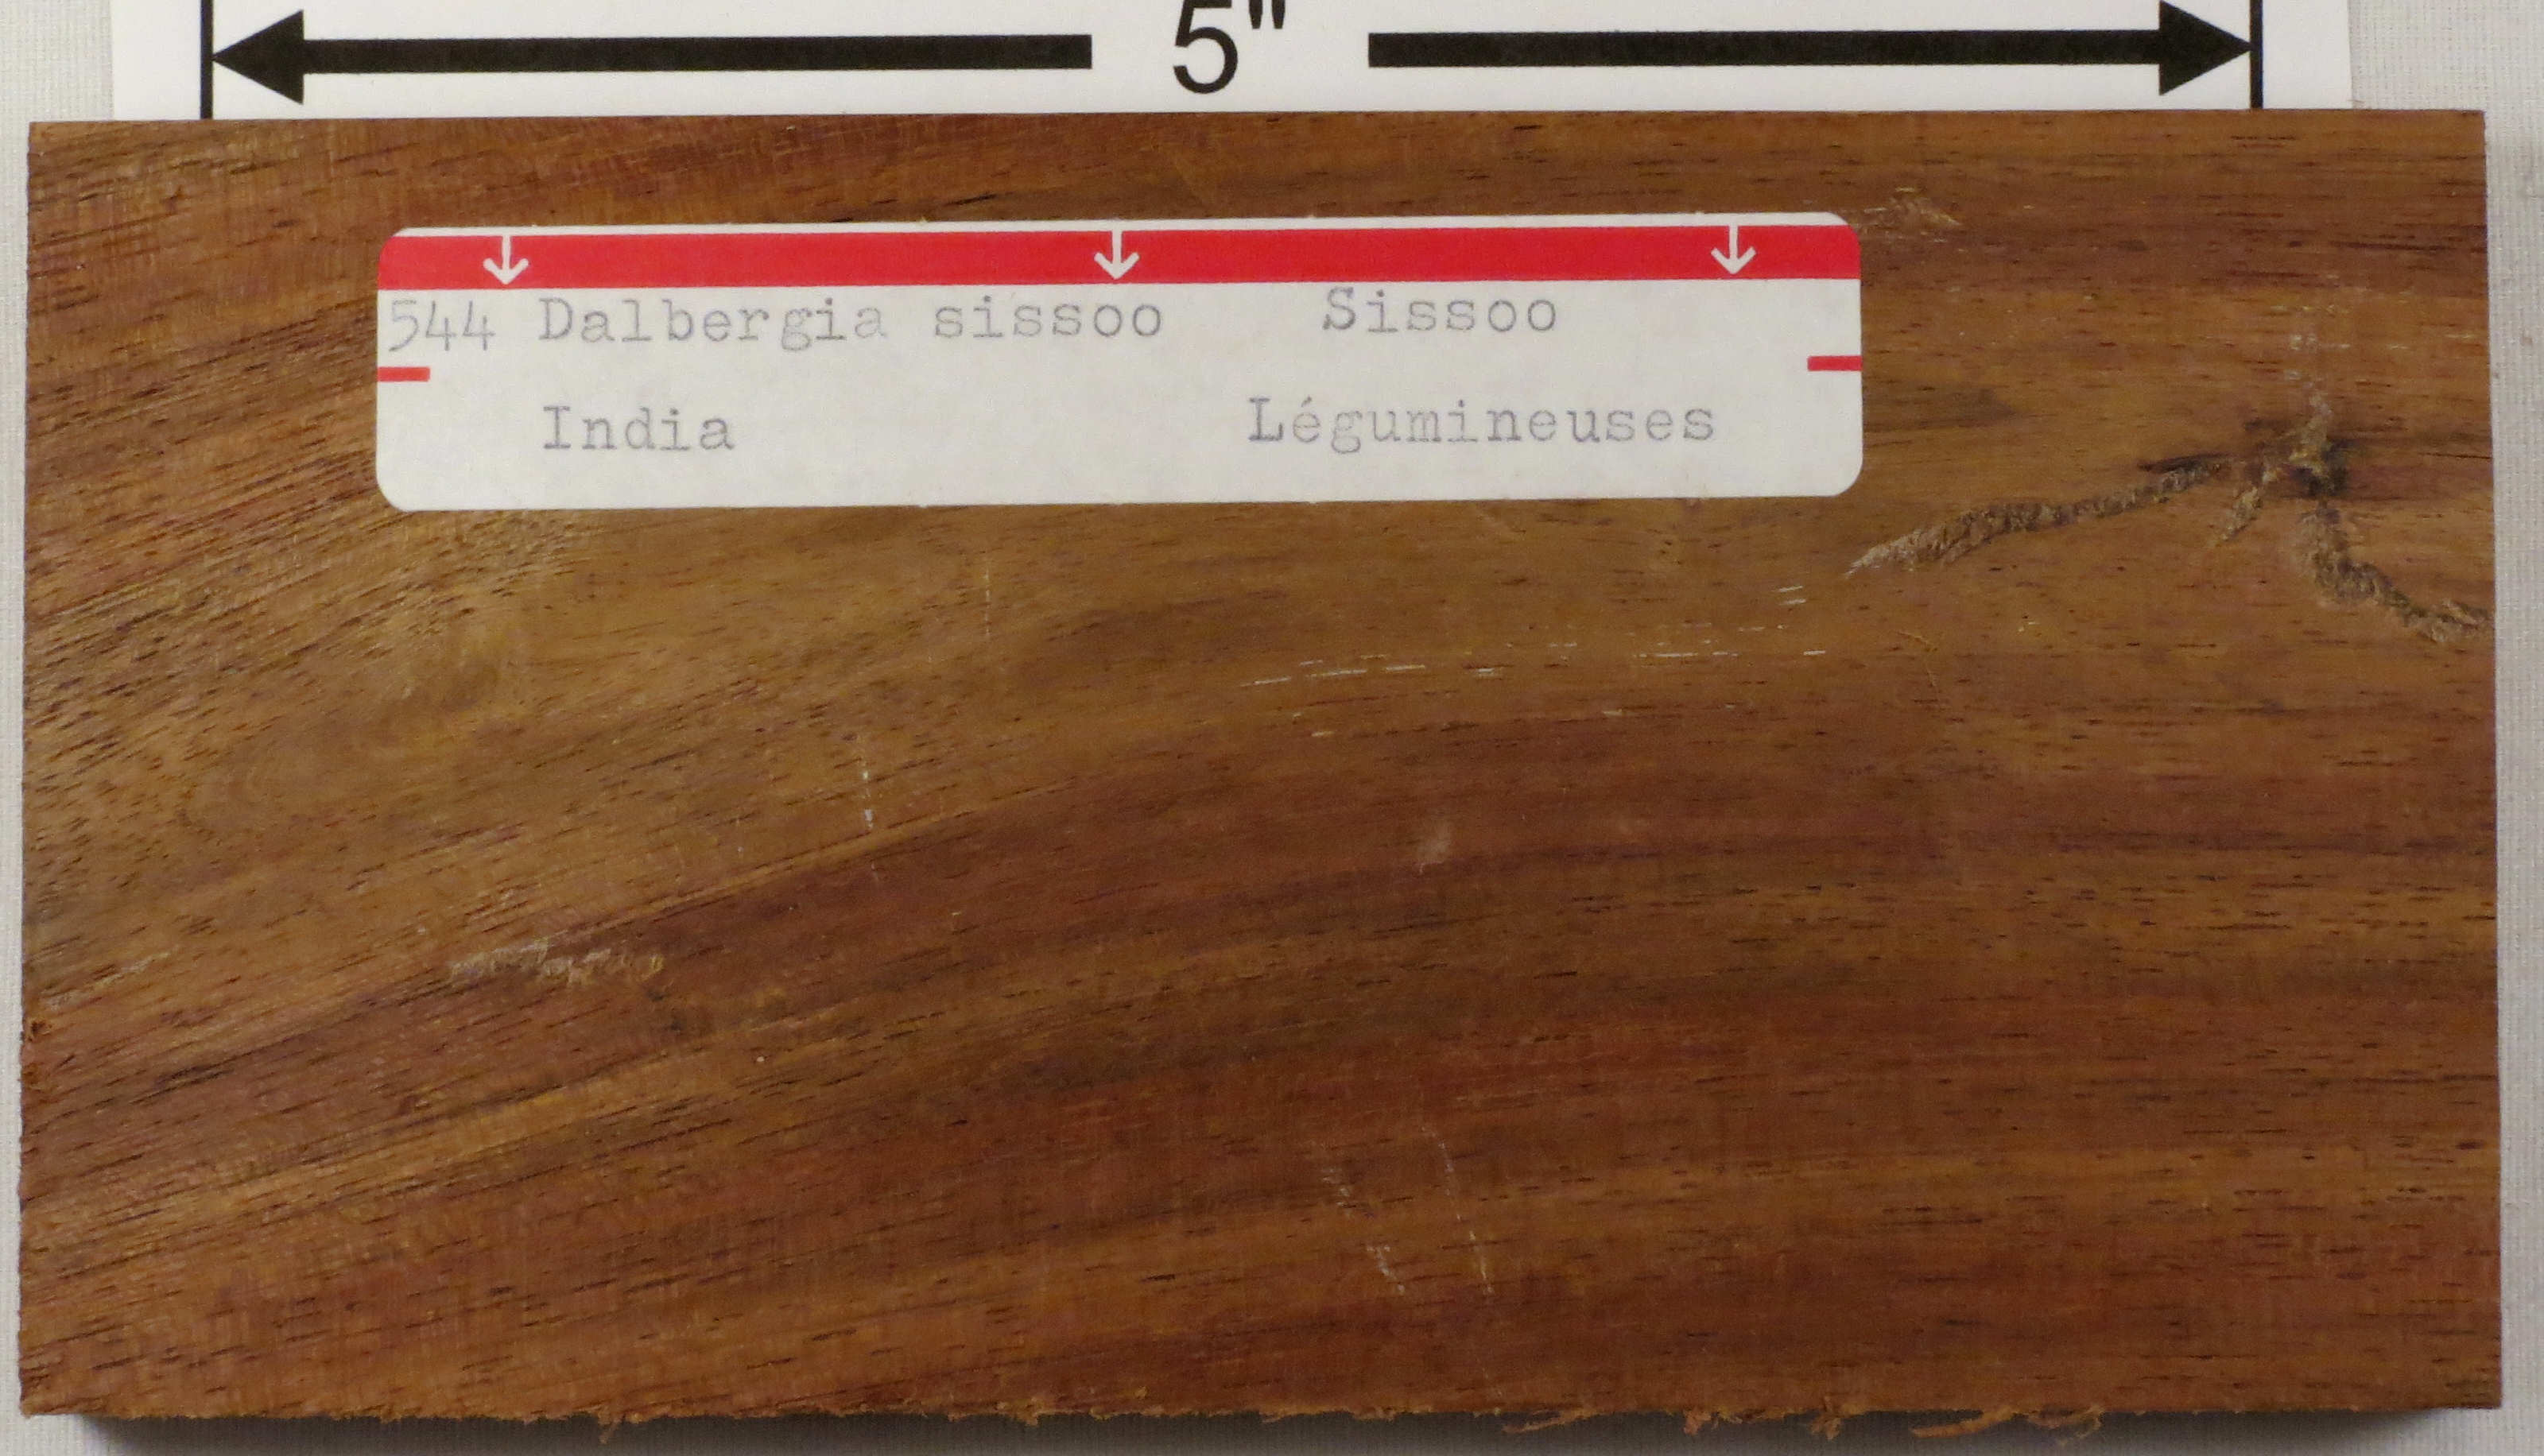 5"
544 Dalbergia sissoo Sissoo
India Légumineuses